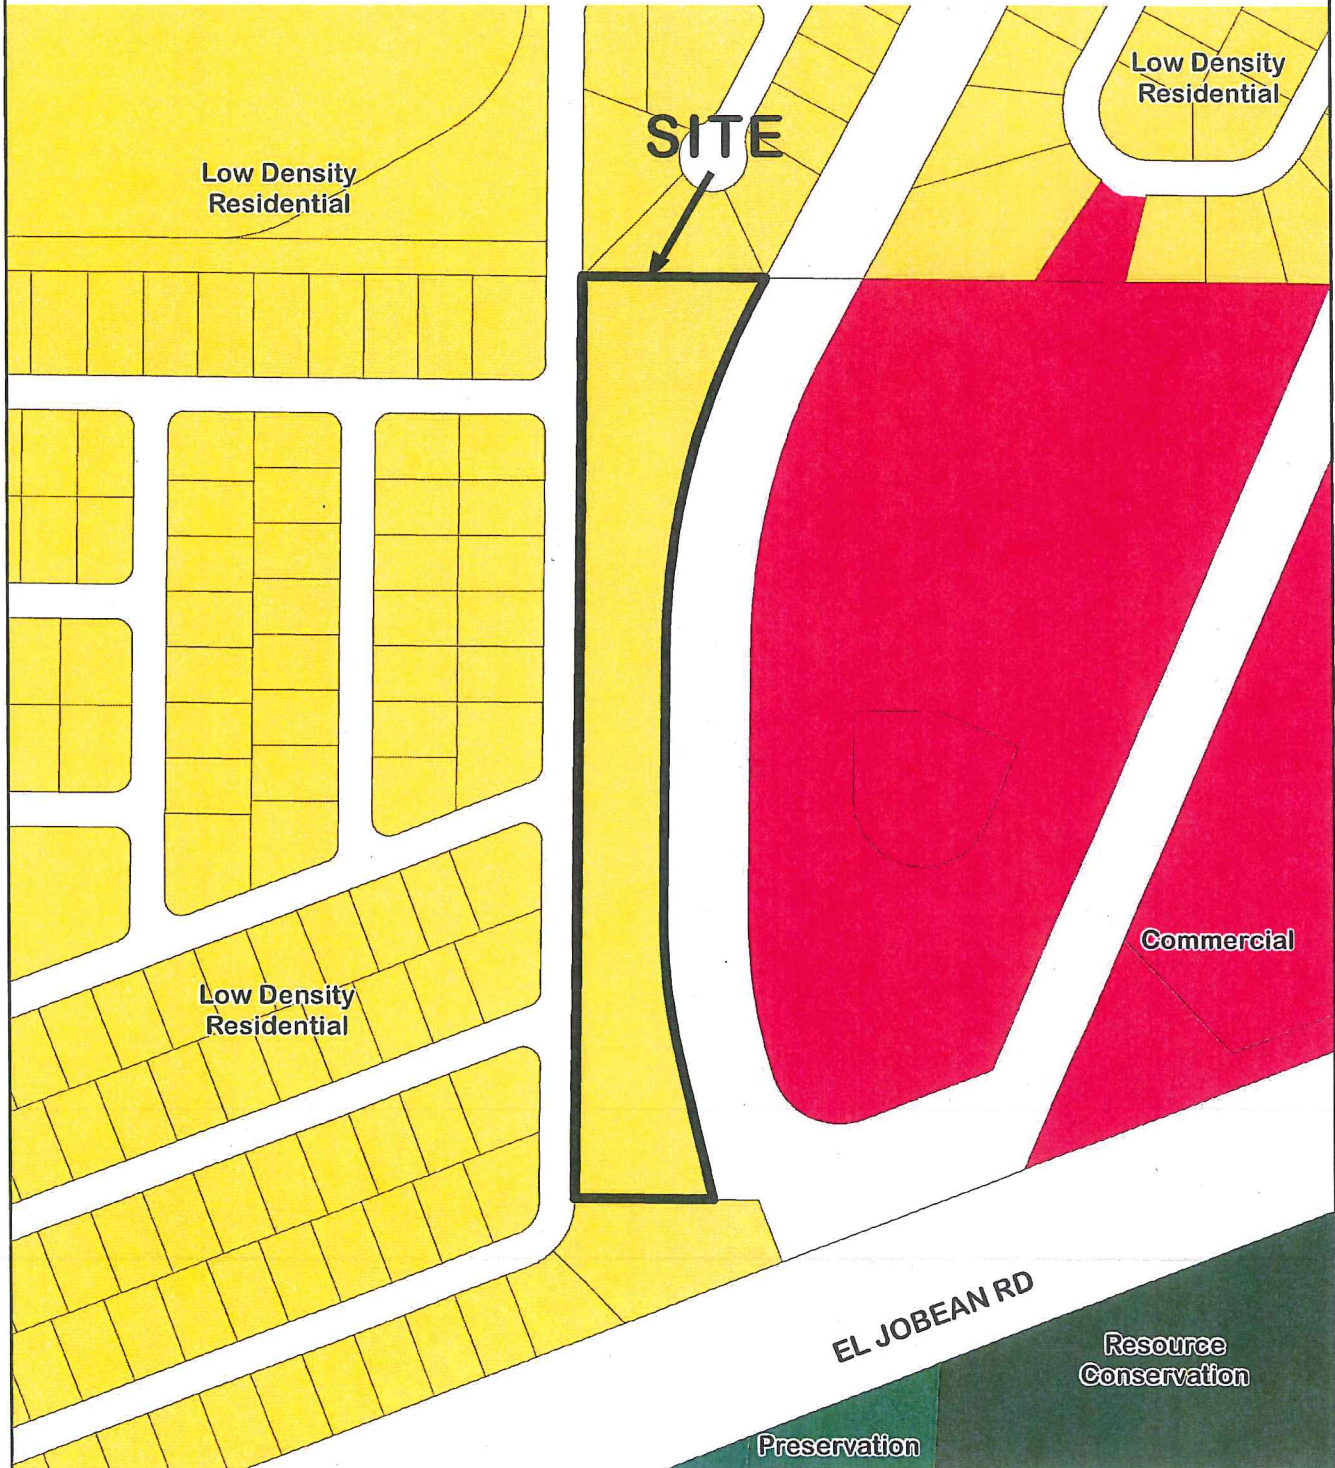 Low Density
Residential
SITE
Low Density
Residential
Commercial
Low Density
Residential
EL JOBEAN RD
Resource
Conservation
Preservation